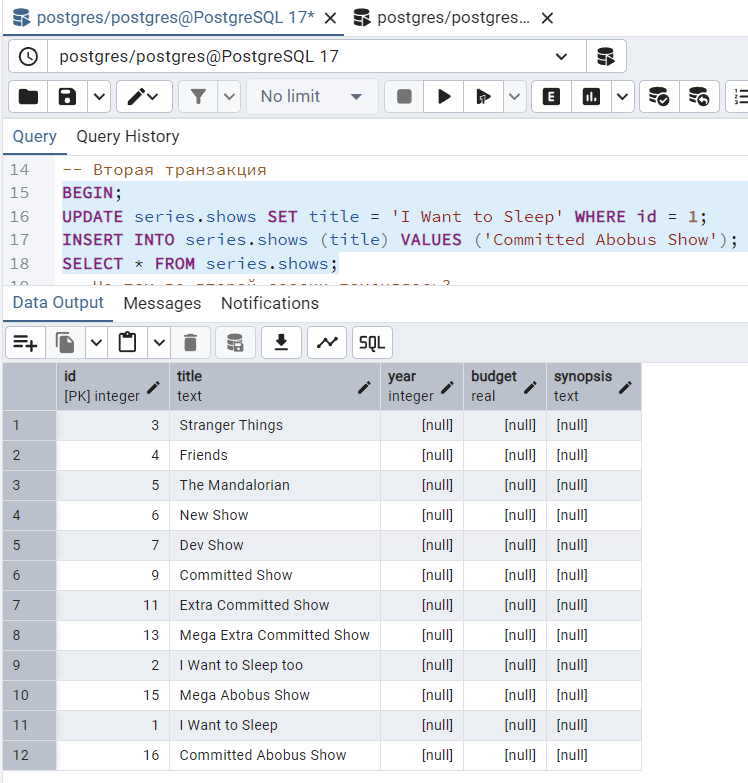 postgres/postgres@PostgreSQL 17* postgres/postgres...
postgres/postgres@PostgreSQL 17
No limit E
Query Query History
14 -- Вторая транзакция
15 BEGIN;
16 UPDATE series.shows SET title = 'I Want to Sleep' WHERE id = 1;
17 INSERT INTO series.shows (title) VALUES ('Committed Abobus Show');
18 SELECT * FROM series.shows;
Data Output Messages Notifications
SQL
id title year budget synopsis
[PK] integer text integer real text
1 3 Stranger Things [null] [null] [null]
2 4 Friends [null] [null] [null]
3 5 The Mandalorian [null] [null] [null]
4 6 New Show [null] [null] [null]
5 7 Dev Show [null] [null] [null]
6 9 Committed Show [null] [null] [null]
7 11 Extra Committed Show [null] [null] [null]
8 13 Mega Extra Committed Show [null] [null] [null]
9 2 I Want to Sleep too [null] [null] [null]
10 15 Mega Abobus Show [null] [null] [null]
11 1 I Want to Sleep [null] [null] [null]
12 16 Committed Abobus Show [null] [null] [null]